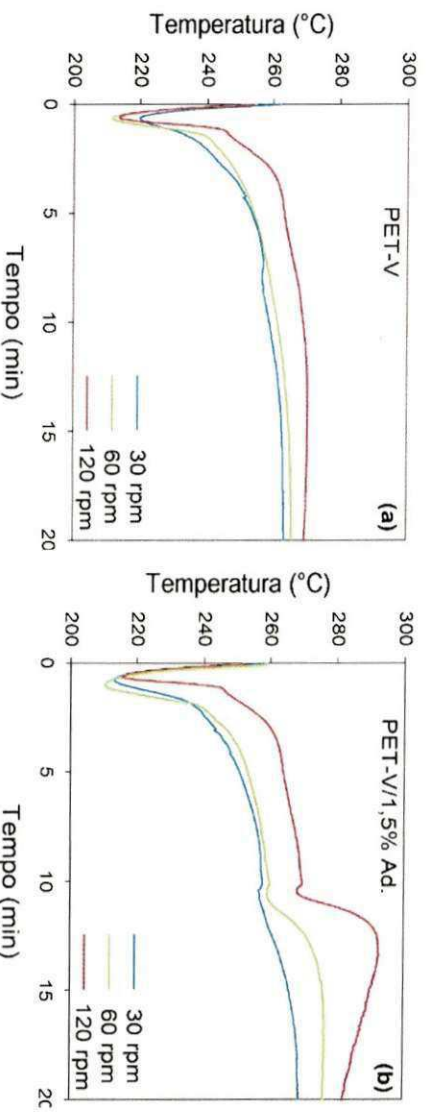 Temperatura (°C)
300
280
260
240
220
200
PET-V
(a)
30 rpm
60 rpm
120 rpm
0
5
10
15
20
Tempo (min)
Temperatura (°C)
300
280
260
240
220
200
PET-V/1,5% Ad.
(b)
30 rpm
60 rpm
120 rpm
0
5
10
15
20
Tempo (min)